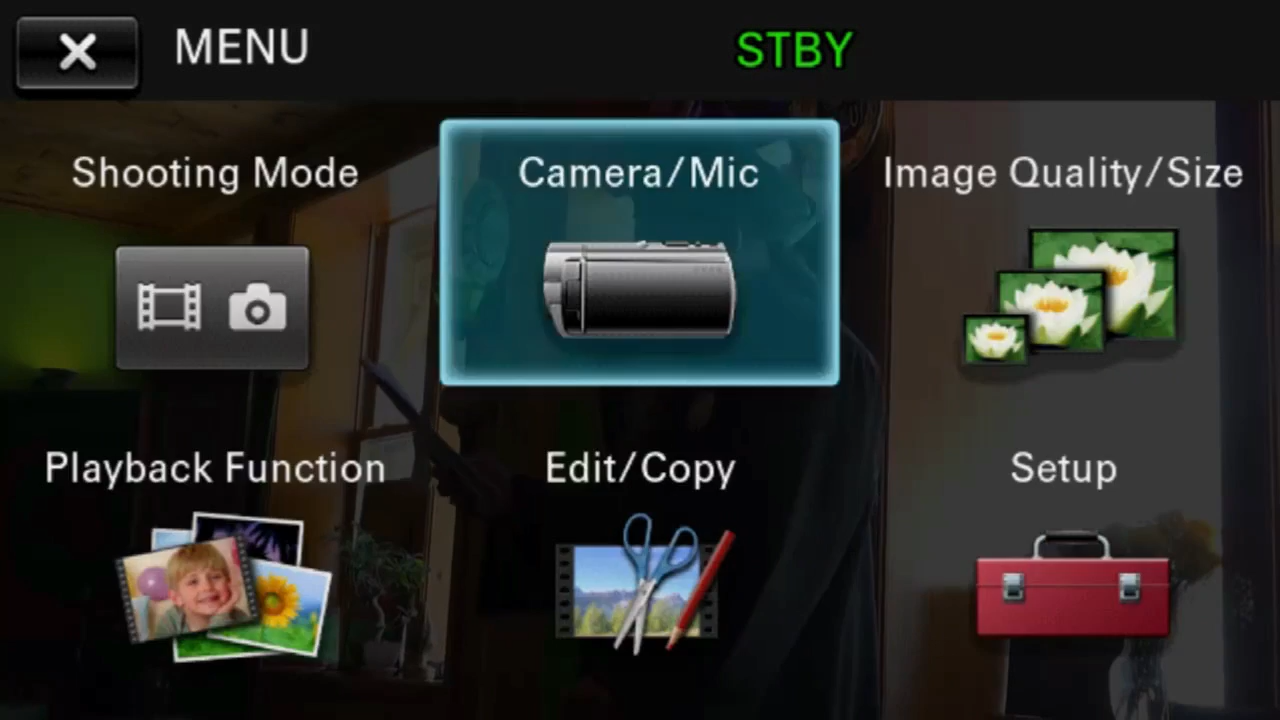 MENU
STBY
Shooting Mode
Camera/Mic
Image Quality/Size
Playback Function
Edit/Copy
Setup